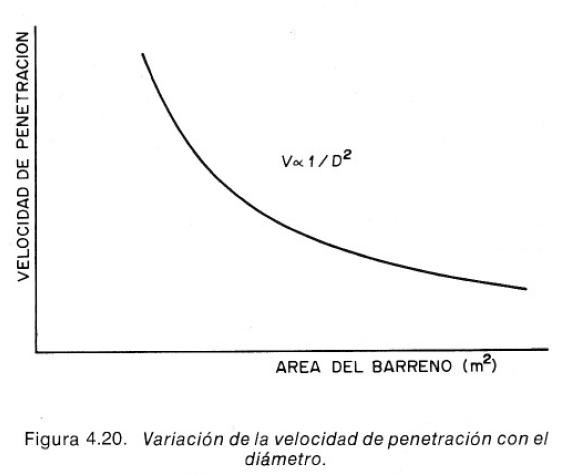 VELOCIDAD DE PENETRACION
V∝1/D²
AREA DEL BARRENO (m²)
Figura 4.20. Variación de la velocidad de penetración con el
diámetro.